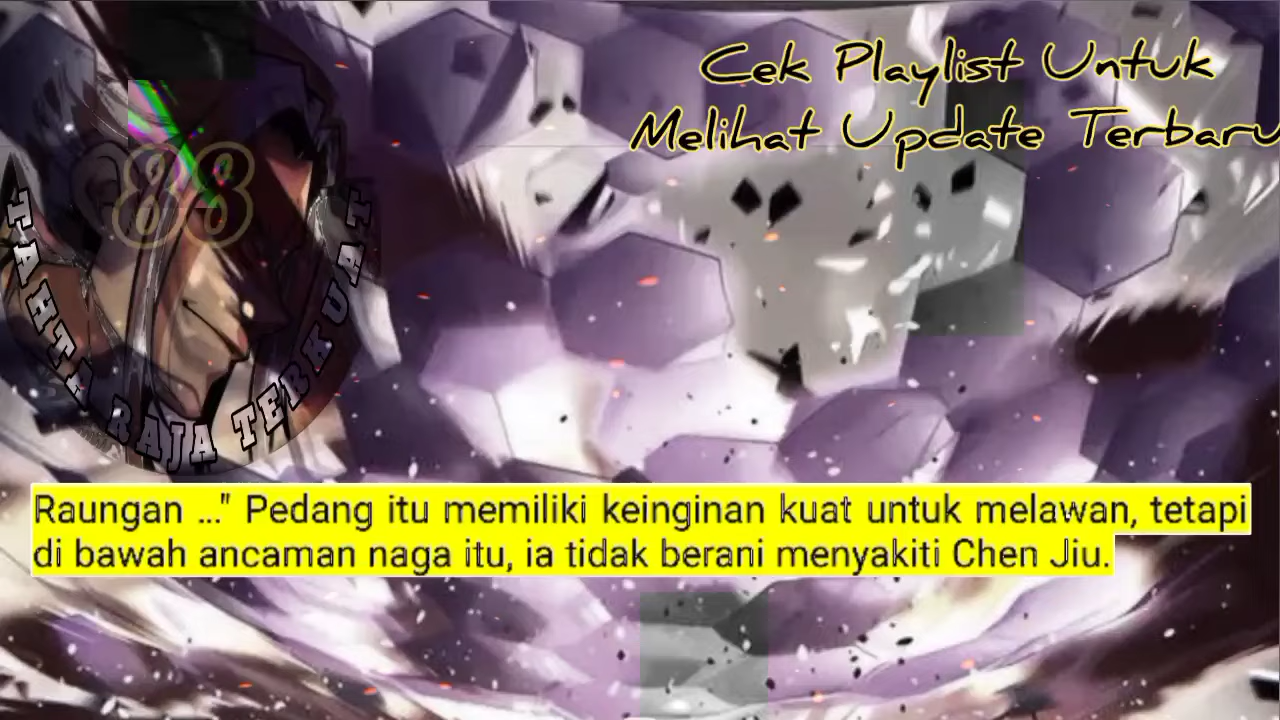 Cek Playlist Untuk
Melihat Update Terbaru
88
TAHTA RAJA TERKUAT
Raungan ..." Pedang itu memiliki keinginan kuat untuk melawan, tetapi
di bawah ancaman naga itu, ia tidak berani menyakiti Chen Jiu.